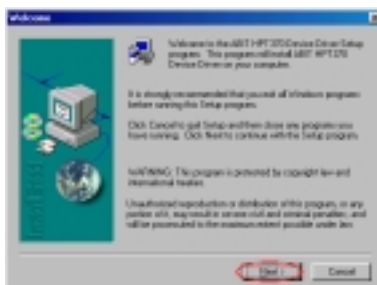 Welcome
Welcome to the ABIT HPT370 Device Driver Setup
program. This program will install ABIT HPT370
Device Driver on your computer.
It is strongly recommended that you exit all Windows programs
before running this Setup program.
Click Cancel to quit Setup and then close any programs you
have running. Click Next to continue with the Setup program.
WARNING: This program is protected by copyright law and
international treaties.
Unauthorized reproduction or distribution of this program, or any
portion of it, may result in severe civil and criminal penalties, and
will be prosecuted to the maximum extent possible under law.
Next >
Cancel